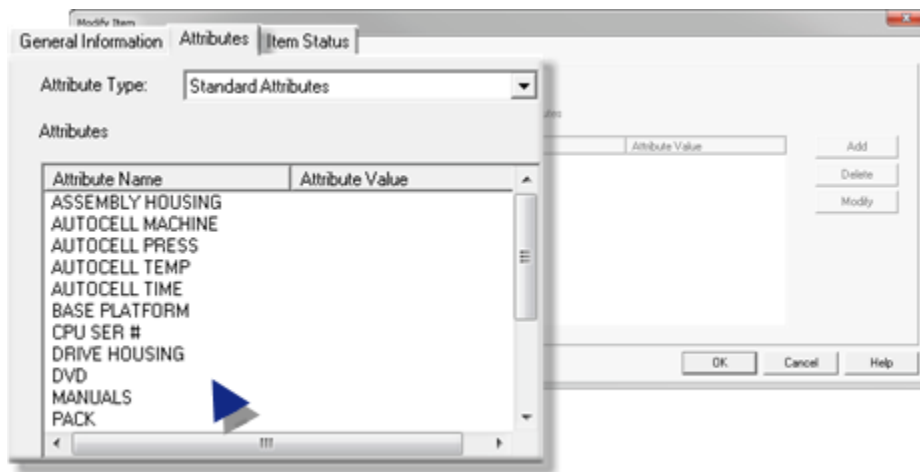 Modify Item
General Information Attributes Item Status
Attribute Type: Standard Attributes
Attributes
Attribute Name Attribute Value
ASSEMBLY HOUSING
AUTOCELL MACHINE
AUTOCELL PRESS
AUTOCELL TEMP
AUTOCELL TIME
BASE PLATFORM
CPU SER #
DRIVE HOUSING
DVD
MANUALS
PACK
Attribute Value
Add
Delete
Modify
OK Cancel Help